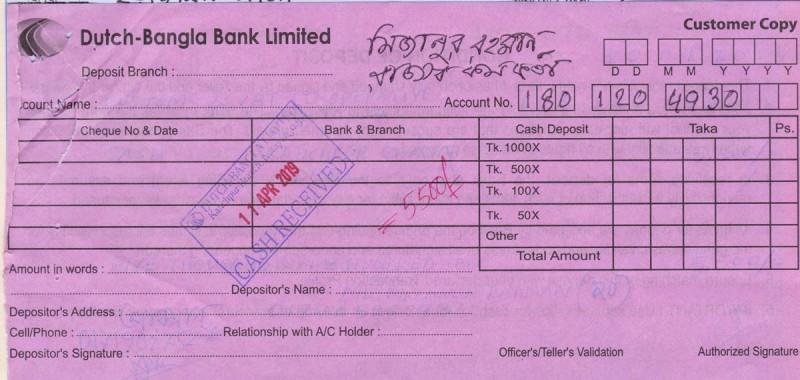 Customer Copy
Dutch-Bangla Bank Limited
মিজানুর রহমান
Deposit Branch :
D D M M Y Y Y Y
Account Name : Account No. 180 120 4930
Cheque No & Date Bank & Branch Cash Deposit Taka Ps.
Tk. 1000X
Tk. 500X
Tk. 100X
Tk. 50X
Other
Total Amount
DUTCH-BANGLA BANK
11 APR 2019
CASH RECEIVED
= 5500/-
Amount in words :
Depositor's Name :
20
Depositor's Address :
Cell/Phone : Relationship with A/C Holder :
Depositor's Signature : Officer's/Teller's Validation Authorized Signature